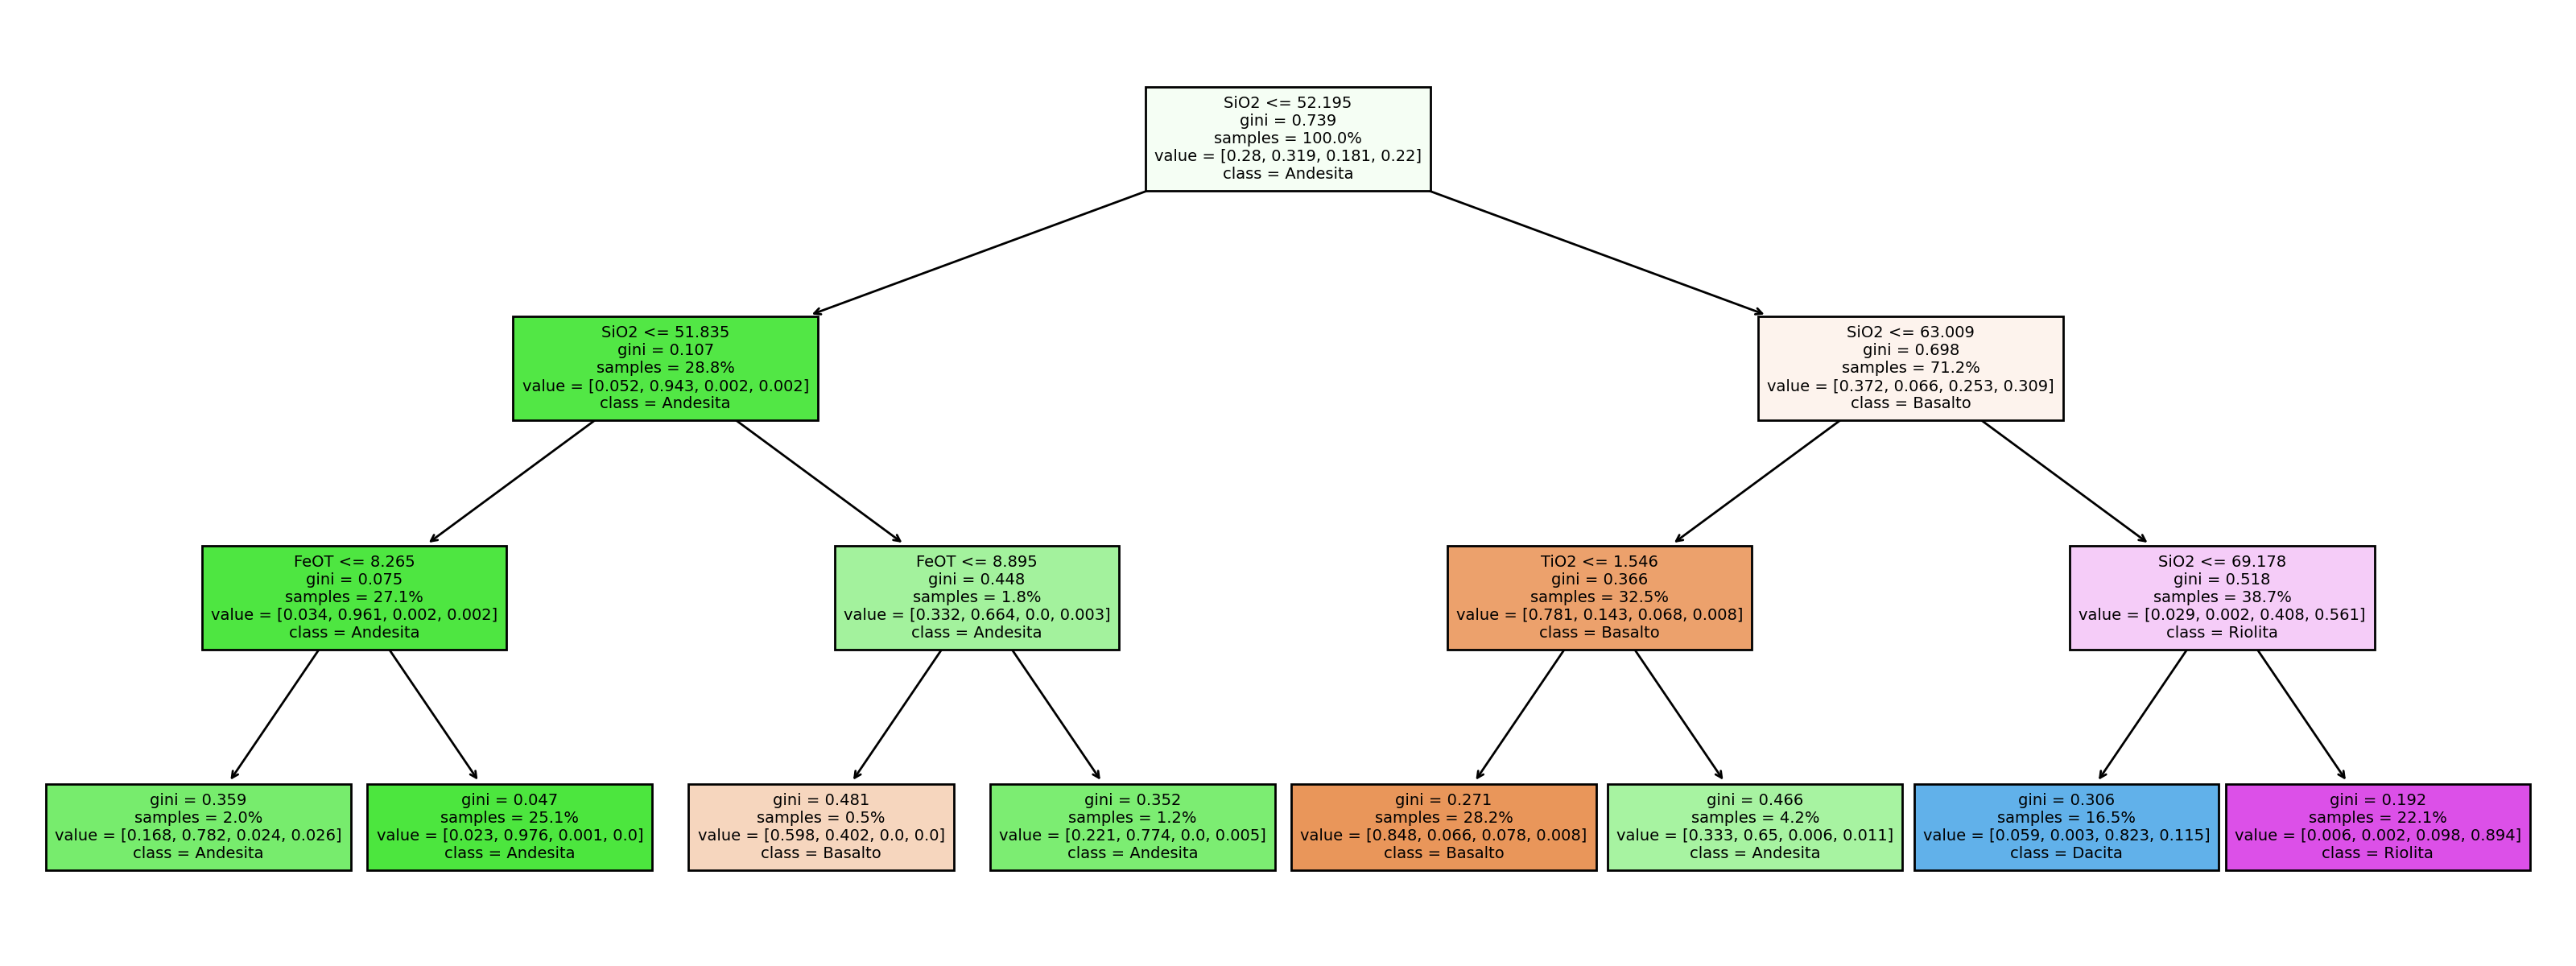 SiO2 <= 52.195
gini = 0.739
samples = 100.0%
value = [0.28, 0.319, 0.181, 0.22]
class = Andesita
SiO2 <= 51.835
gini = 0.107
samples = 28.8%
value = [0.052, 0.943, 0.002, 0.002]
class = Andesita
SiO2 <= 63.009
gini = 0.698
samples = 71.2%
value = [0.372, 0.066, 0.253, 0.309]
class = Basalto
FeOT <= 8.265
gini = 0.075
samples = 27.1%
value = [0.034, 0.961, 0.002, 0.002]
class = Andesita
FeOT <= 8.895
gini = 0.448
samples = 1.8%
value = [0.332, 0.664, 0.0, 0.003]
class = Andesita
TiO2 <= 1.546
gini = 0.366
samples = 32.5%
value = [0.781, 0.143, 0.068, 0.008]
class = Basalto
SiO2 <= 69.178
gini = 0.518
samples = 38.7%
value = [0.029, 0.002, 0.408, 0.561]
class = Riolita
gini = 0.359
samples = 2.0%
value = [0.168, 0.782, 0.024, 0.026]
class = Andesita
gini = 0.047
samples = 25.1%
value = [0.023, 0.976, 0.001, 0.0]
class = Andesita
gini = 0.481
samples = 0.5%
value = [0.598, 0.402, 0.0, 0.0]
class = Basalto
gini = 0.352
samples = 1.2%
value = [0.221, 0.774, 0.0, 0.005]
class = Andesita
gini = 0.271
samples = 28.2%
value = [0.848, 0.066, 0.078, 0.008]
class = Basalto
gini = 0.466
samples = 4.2%
value = [0.333, 0.65, 0.006, 0.011]
class = Andesita
gini = 0.306
samples = 16.5%
value = [0.059, 0.003, 0.823, 0.115]
class = Dacita
gini = 0.192
samples = 22.1%
value = [0.006, 0.002, 0.098, 0.894]
class = Riolita